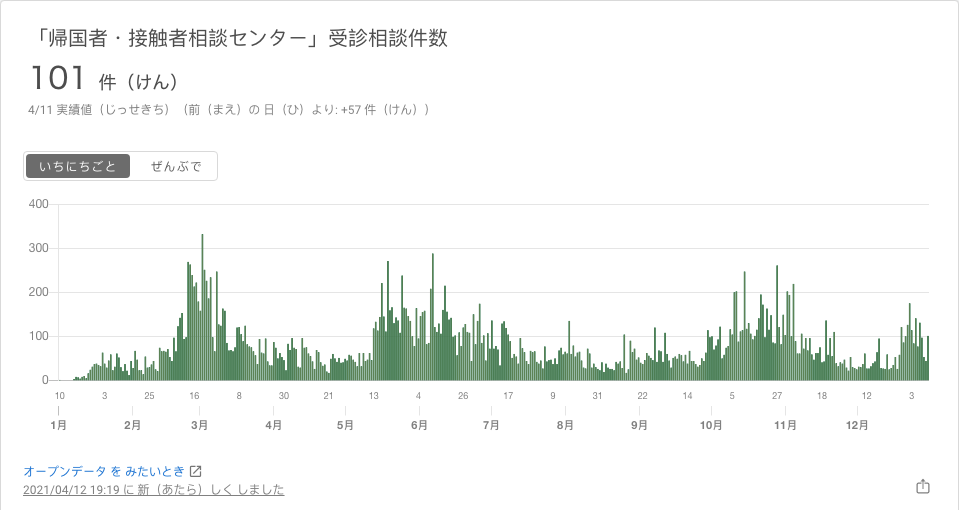 「帰国者・接触者相談センター」受診相談件数
101 件（けん）
4/11 実績値（じっせきち）（前（まえ）の 日（ひ）より: +57 件（けん））
いちにちごと ぜんぶで
400
300
200
100
0
10 3 25 16 8 30 21 13 4 26 17 9 31 22 14 5 27 18 12 3
1月 2月 3月 4月 5月 6月 7月 8月 9月 10月 11月 12月
オープンデータ を みたいとき
2021/04/12 19:19 に 新（あたら）しく しました